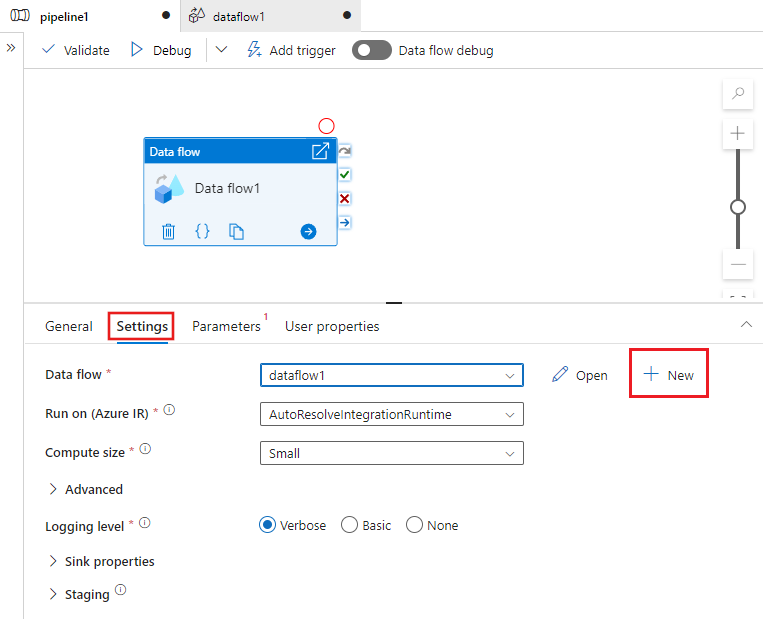 pipeline1
dataflow1
Validate Debug Add trigger Data flow debug
Data flow
Data flow1
General Settings Parameters 1 User properties
Data flow * dataflow1 Open New
Run on (Azure IR) * AutoResolveIntegrationRuntime
Compute size * Small
Advanced
Logging level * Verbose Basic None
Sink properties
Staging